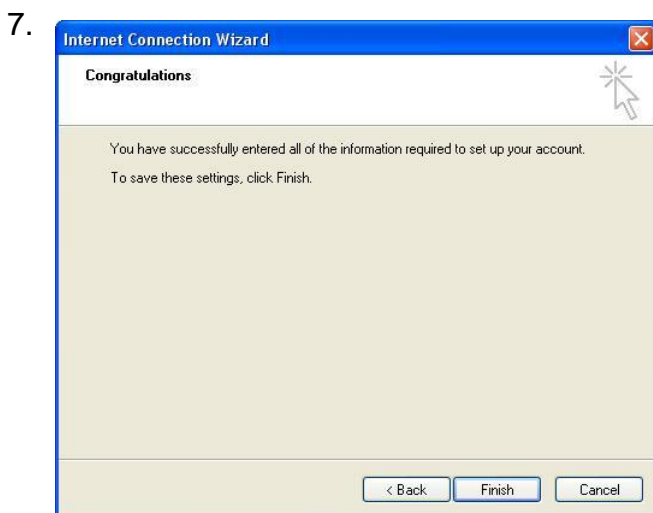 7.
Internet Connection Wizard
Congratulations
You have successfully entered all of the information required to set up your account.
To save these settings, click Finish.
< Back Finish Cancel